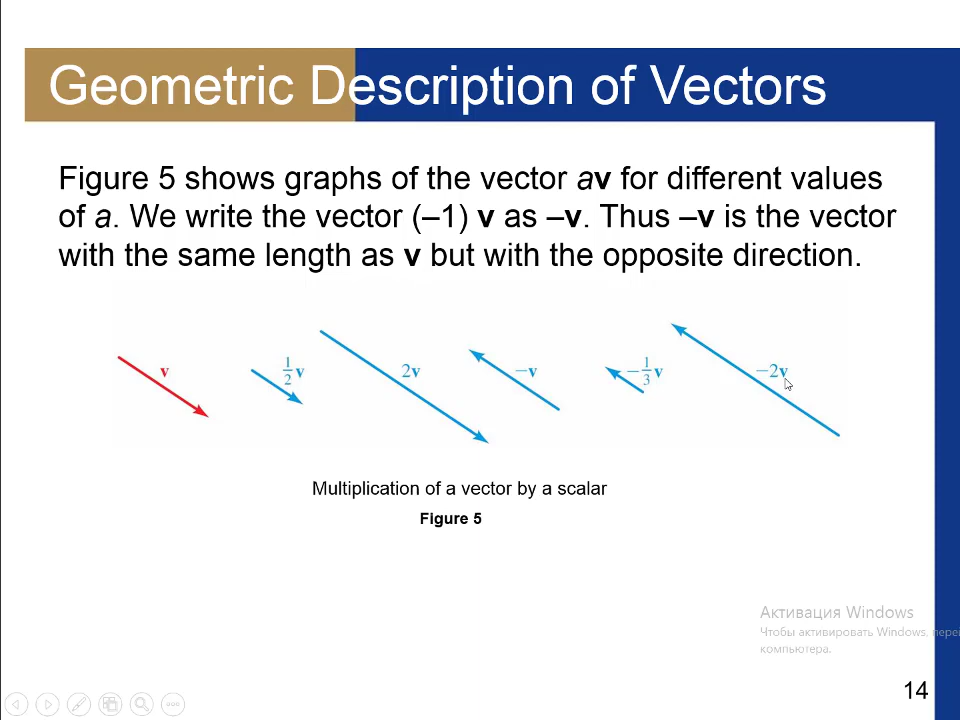 Geometric Description of Vectors
Figure 5 shows graphs of the vector av for different values
of a. We write the vector (–1) v as –v. Thus –v is the vector
with the same length as v but with the opposite direction.
v
1/2 v
2v
−v
−1/3 v
−2v
Multiplication of a vector by a scalar
Figure 5
Активация Windows
Чтобы активировать Windows, пере
компьютера.
14